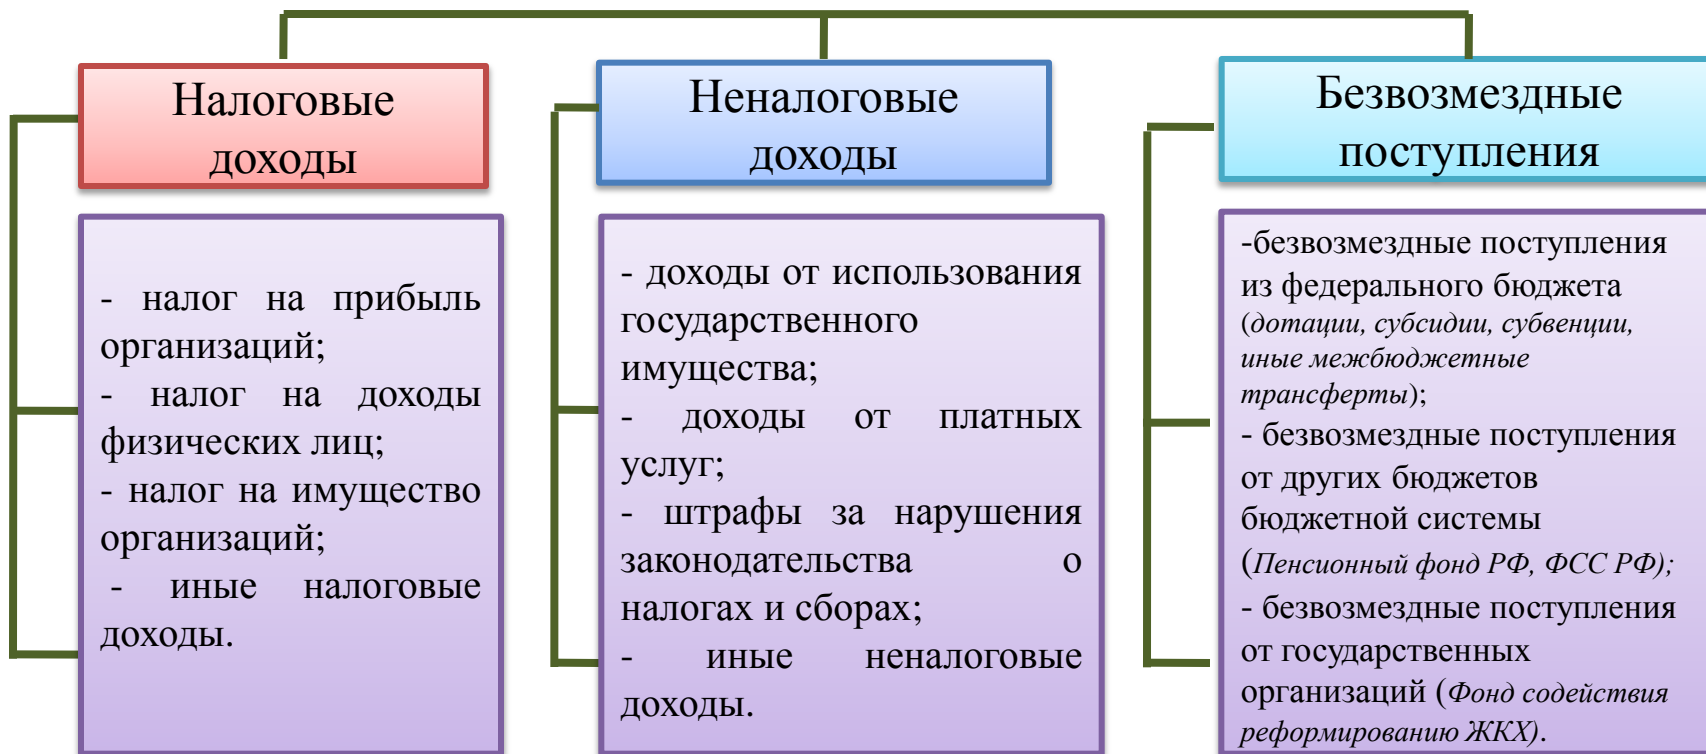 Налоговые
доходы
- налог на прибыль
организаций;
- налог на доходы
физических лиц;
- налог на имущество
организаций;
- иные налоговые
доходы.
Неналоговые
доходы
- доходы от использования
государственного
имущества;
- доходы от платных
услуг;
- штрафы за нарушения
законодательства о
налогах и сборах;
- иные неналоговые
доходы.
Безвозмездные
поступления
-безвозмездные поступления
из федерального бюджета
(дотации, субсидии, субвенции,
иные межбюджетные
трансферты);
- безвозмездные поступления
от других бюджетов
бюджетной системы
(Пенсионный фонд РФ, ФСС РФ);
- безвозмездные поступления
от государственных
организаций (Фонд содействия
реформированию ЖКХ).